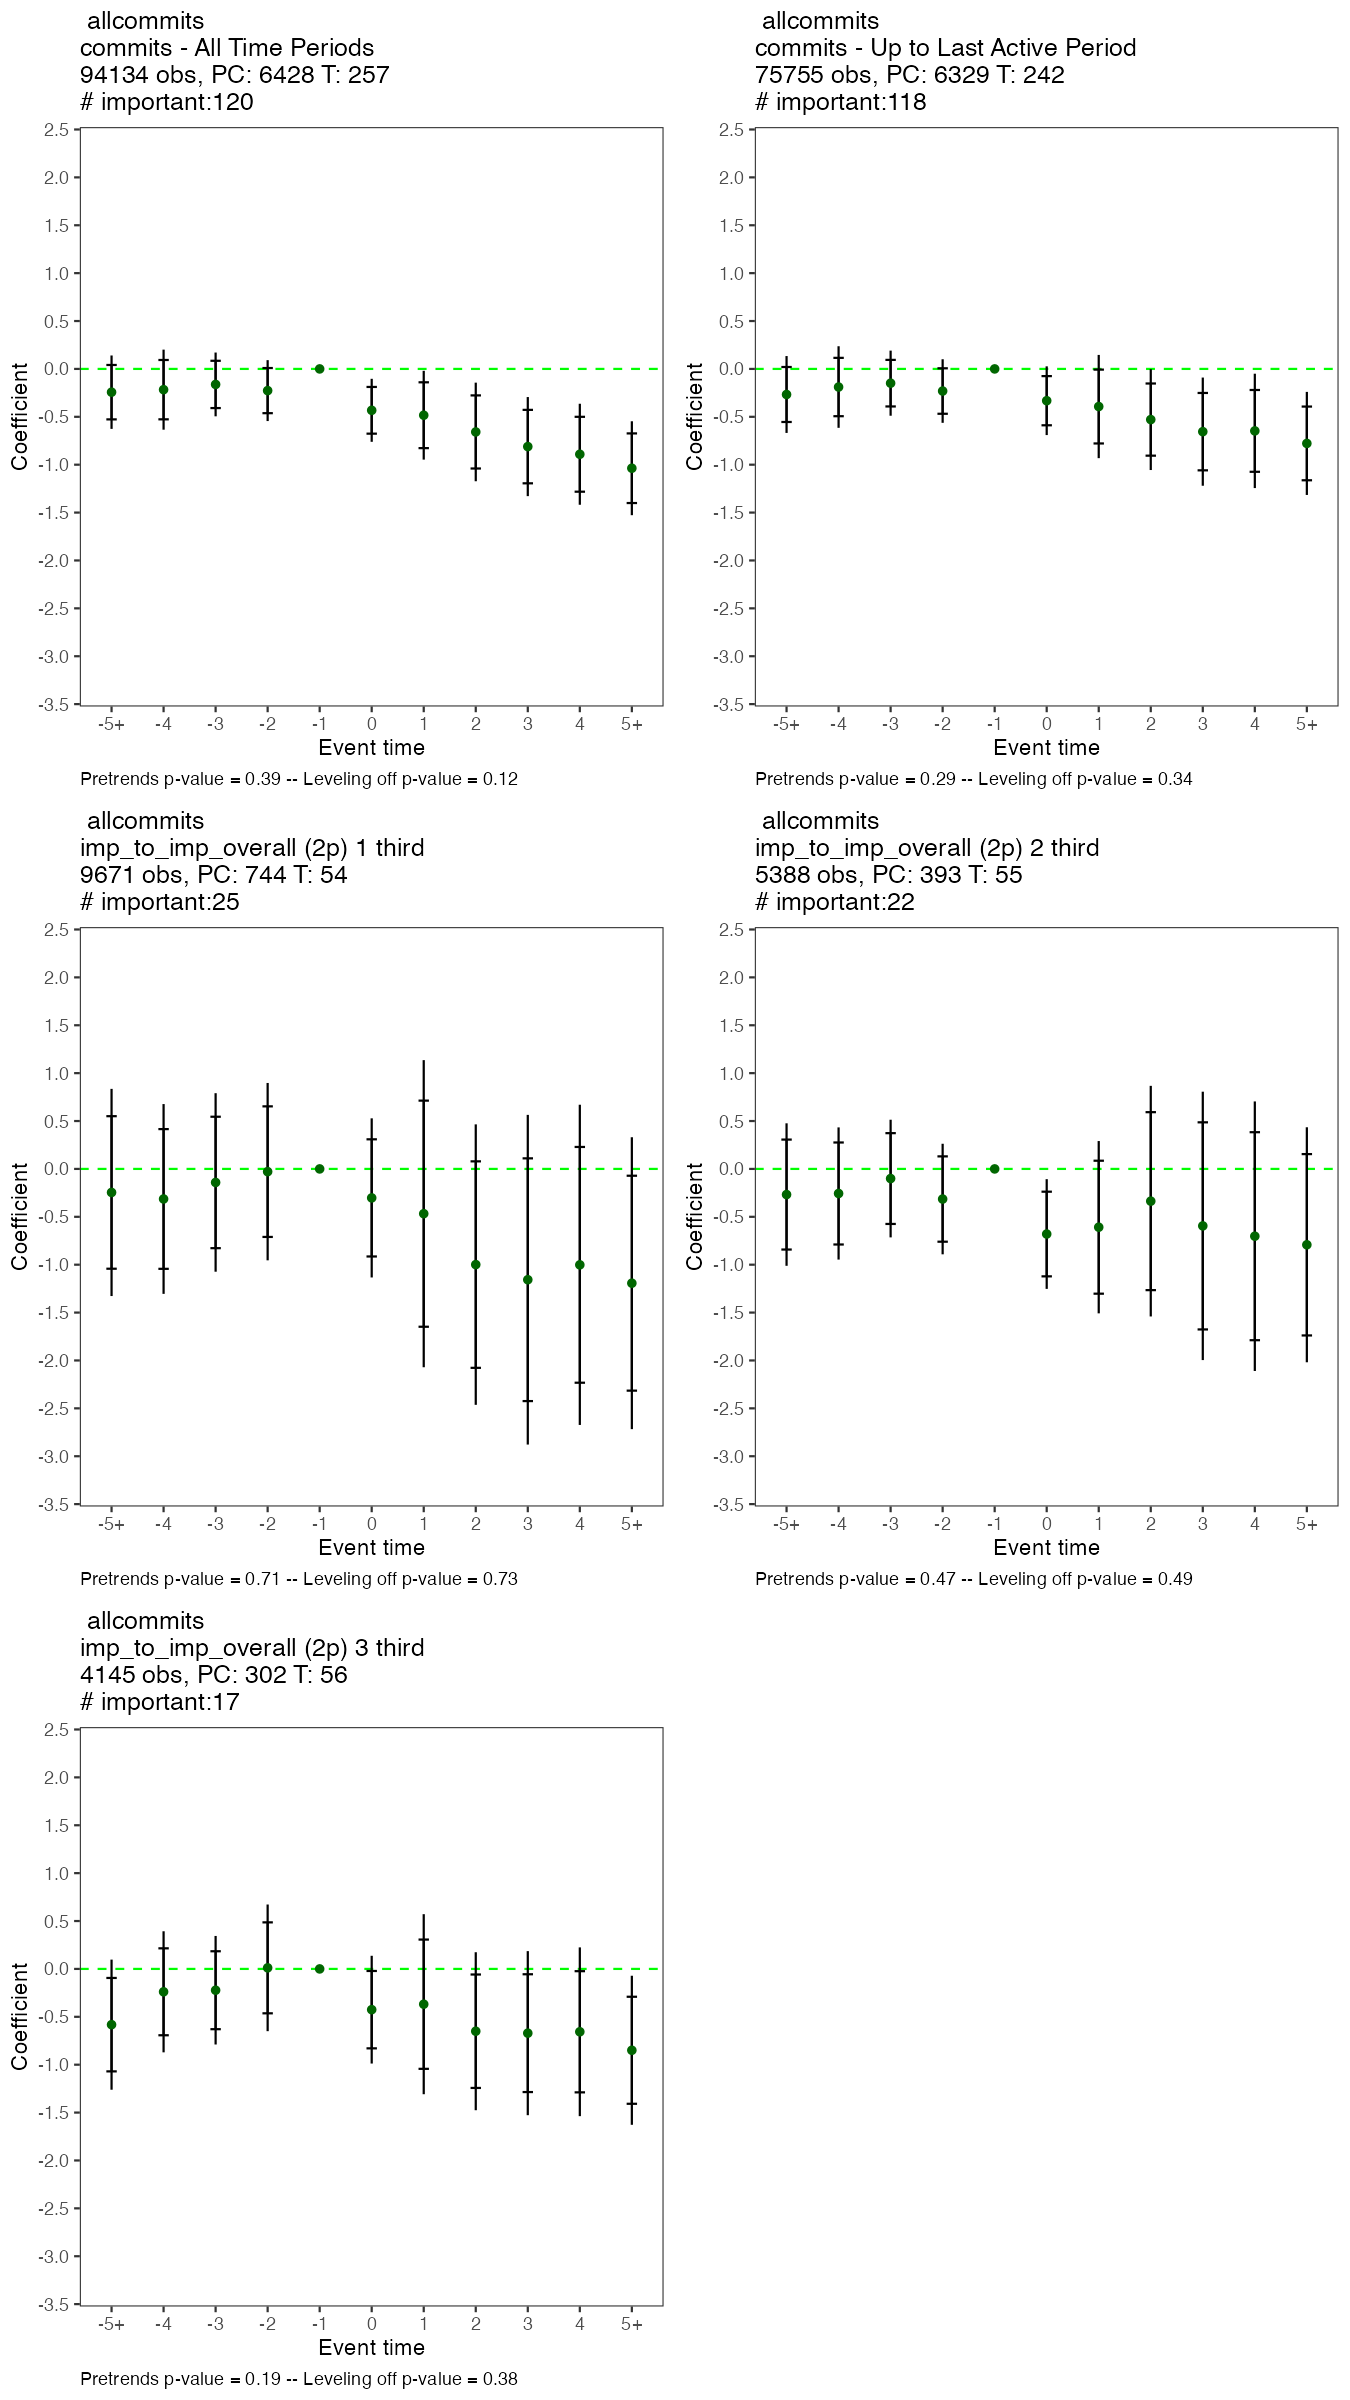 allcommits
commits - All Time Periods
94134 obs, PC: 6428 T: 257
# important:120
2.5
2.0
1.5
1.0
0.5
0.0
-0.5
-1.0
-1.5
-2.0
-2.5
-3.0
-3.5
Coefficient
-5+ -4 -3 -2 -1 0 1 2 3 4 5+
Event time
Pretrends p-value = 0.39 -- Leveling off p-value = 0.12
allcommits
commits - Up to Last Active Period
75755 obs, PC: 6329 T: 242
# important:118
2.5
2.0
1.5
1.0
0.5
0.0
-0.5
-1.0
-1.5
-2.0
-2.5
-3.0
-3.5
Coefficient
-5+ -4 -3 -2 -1 0 1 2 3 4 5+
Event time
Pretrends p-value = 0.29 -- Leveling off p-value = 0.34
allcommits
imp_to_imp_overall (2p) 1 third
9671 obs, PC: 744 T: 54
# important:25
2.5
2.0
1.5
1.0
0.5
0.0
-0.5
-1.0
-1.5
-2.0
-2.5
-3.0
-3.5
Coefficient
-5+ -4 -3 -2 -1 0 1 2 3 4 5+
Event time
Pretrends p-value = 0.71 -- Leveling off p-value = 0.73
allcommits
imp_to_imp_overall (2p) 2 third
5388 obs, PC: 393 T: 55
# important:22
2.5
2.0
1.5
1.0
0.5
0.0
-0.5
-1.0
-1.5
-2.0
-2.5
-3.0
-3.5
Coefficient
-5+ -4 -3 -2 -1 0 1 2 3 4 5+
Event time
Pretrends p-value = 0.47 -- Leveling off p-value = 0.49
allcommits
imp_to_imp_overall (2p) 3 third
4145 obs, PC: 302 T: 56
# important:17
2.5
2.0
1.5
1.0
0.5
0.0
-0.5
-1.0
-1.5
-2.0
-2.5
-3.0
-3.5
Coefficient
-5+ -4 -3 -2 -1 0 1 2 3 4 5+
Event time
Pretrends p-value = 0.19 -- Leveling off p-value = 0.38